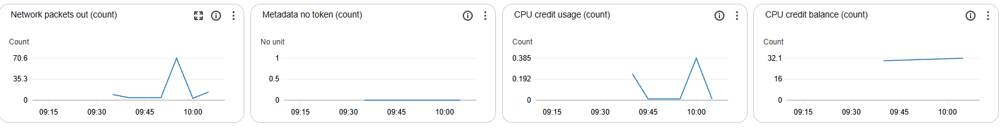 Network packets out (count)
Count
70.6
35.3
0
09:15 09:30 09:45 10:00
Metadata no token (count)
No unit
1
0.5
0
09:15 09:30 09:45 10:00
CPU credit usage (count)
Count
0.385
0.192
0
09:15 09:30 09:45 10:00
CPU credit balance (count)
Count
32.1
16
0
09:15 09:30 09:45 10:00